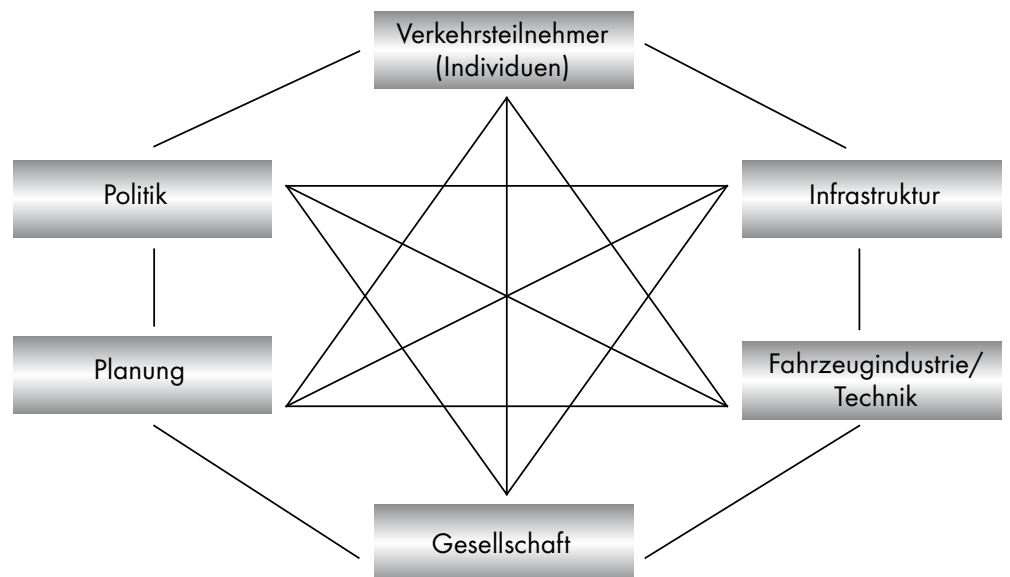 Verkehrsteilnehmer
(Individuen)
Politik
Infrastruktur
Planung
Fahrzeugindustrie/
Technik
Gesellschaft